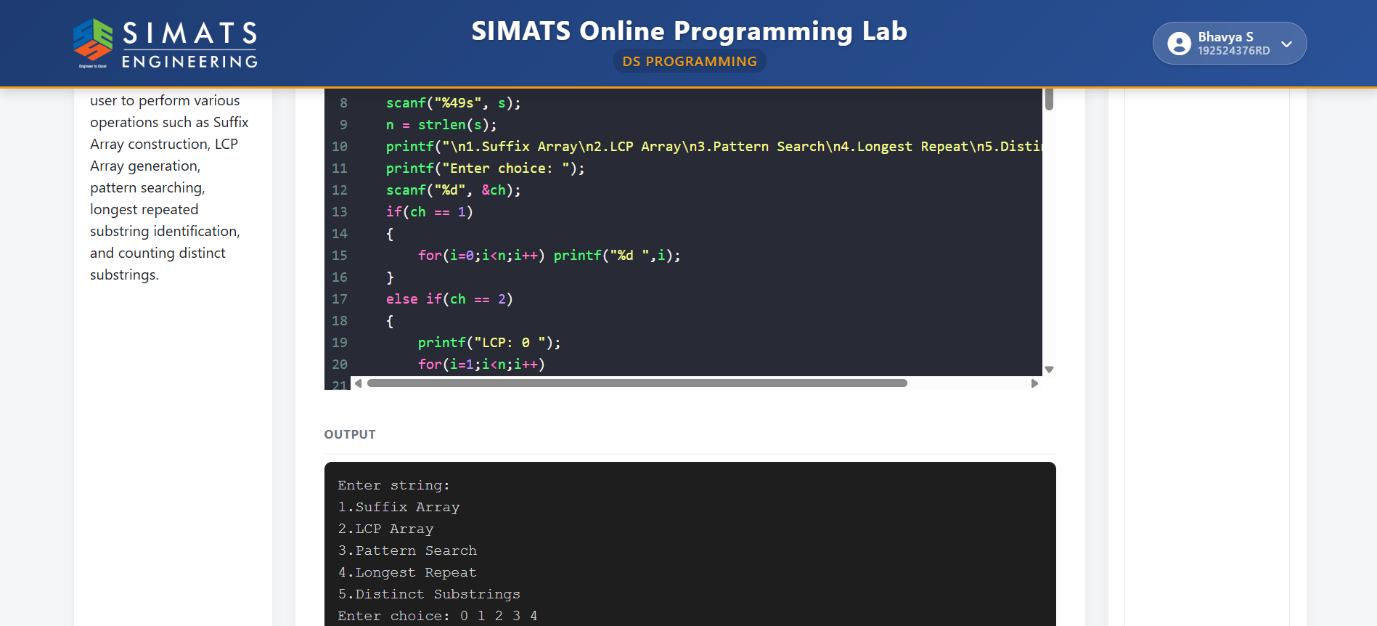 SIMATS
ENGINEERING
Engineer to Excel
SIMATS Online Programming Lab
DS PROGRAMMING
Bhavya S
192524376RD
user to perform various
operations such as Suffix
Array construction, LCP
Array generation,
pattern searching,
longest repeated
substring identification,
and counting distinct
substrings.
8 scanf("%49s", s);
9 n = strlen(s);
10 printf("\n1.Suffix Array\n2.LCP Array\n3.Pattern Search\n4.Longest Repeat\n5.Disti
11 printf("Enter choice: ");
12 scanf("%d", &ch);
13 if(ch == 1)
14 {
15 for(i=0;i<n;i++) printf("%d ",i);
16 }
17 else if(ch == 2)
18 {
19 printf("LCP: 0 ");
20 for(i=1;i<n;i++)
21
OUTPUT
Enter string:
1.Suffix Array
2.LCP Array
3.Pattern Search
4.Longest Repeat
5.Distinct Substrings
Enter choice: 0 1 2 3 4